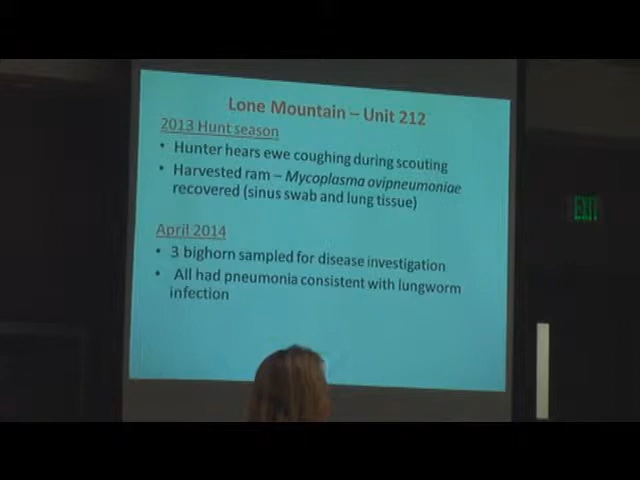 Lone Mountain – Unit 212
2013 Hunt season
• Hunter hears ewe coughing during scouting
• Harvested ram – Mycoplasma ovipneumoniae
recovered (sinus swab and lung tissue)
April 2014
• 3 bighorn sampled for disease investigation
• All had pneumonia consistent with lungworm
infection
EXIT